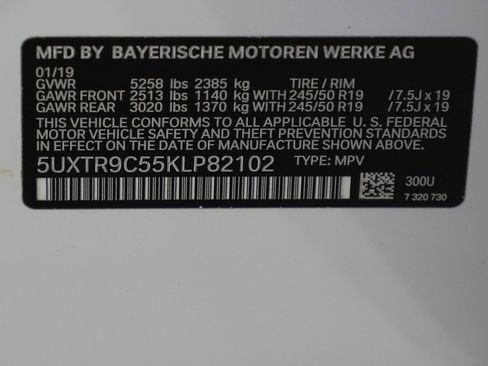 MFD BY BAYERISCHE MOTOREN WERKE AG
01/19
GVWR 5258 lbs 2385 kg TIRE / RIM
GAWR FRONT 2513 lbs 1140 kg WITH 245/50 R19 / 7.5J x 19
GAWR REAR 3020 lbs 1370 kg WITH 245/50 R19 / 7.5J x 19
THIS VEHICLE CONFORMS TO ALL APPLICABLE U. S. FEDERAL
MOTOR VEHICLE SAFETY AND THEFT PREVENTION STANDARDS
IN EFFECT ON THE DATE OF MANUFACTURE SHOWN ABOVE.
5UXTR9C55KLP82102 TYPE: MPV
300U
7 320 730